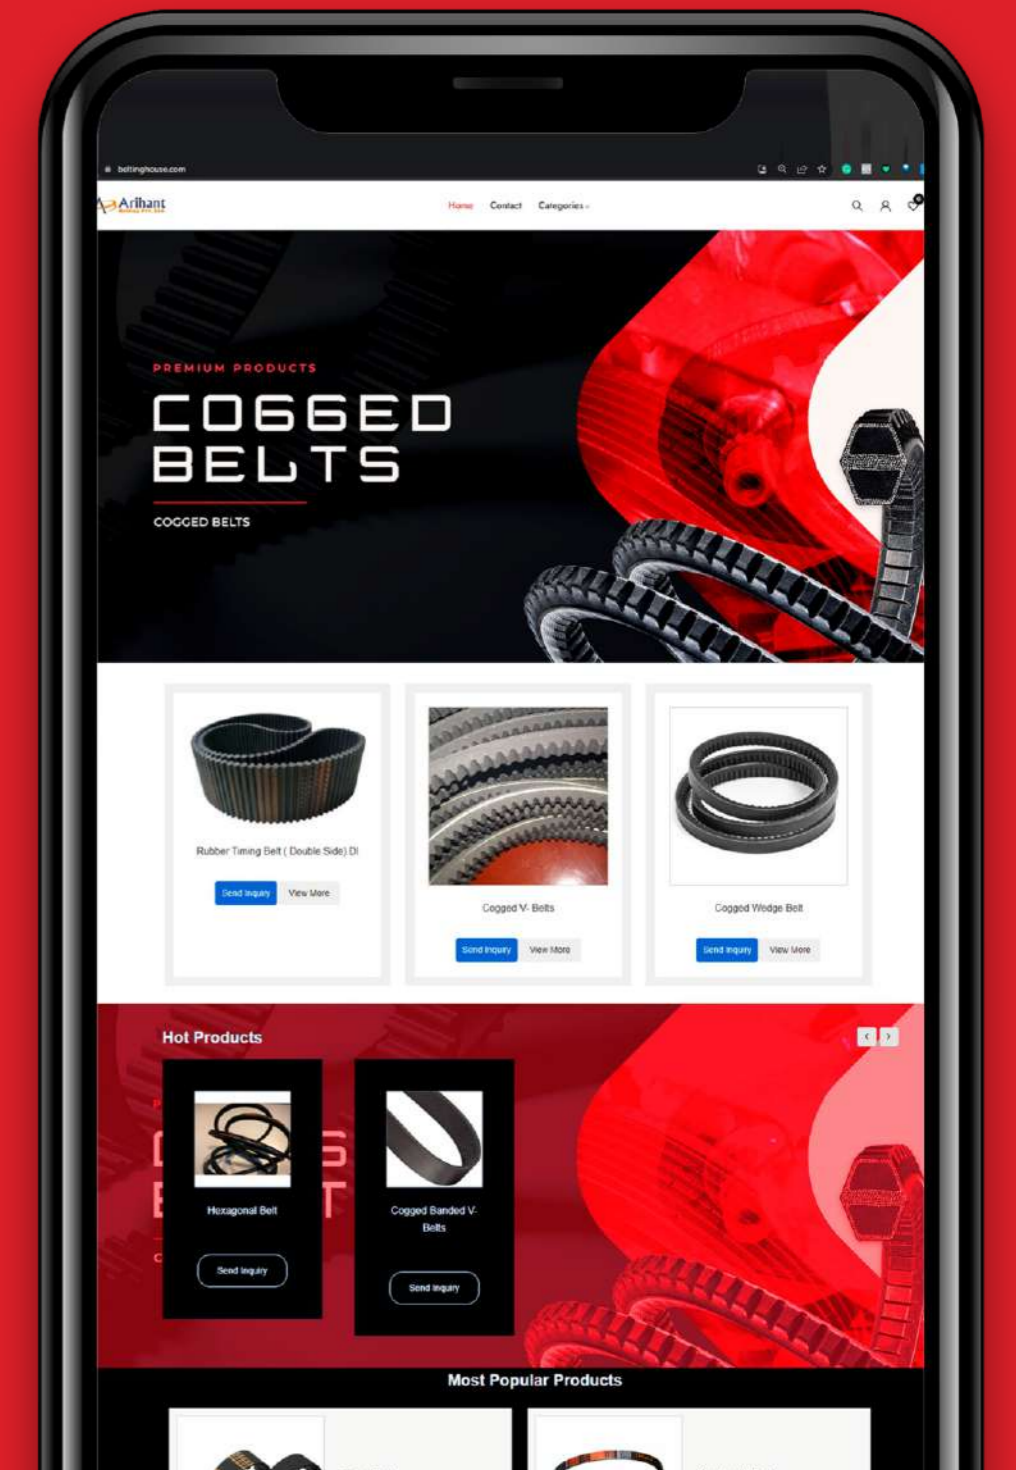 beltinghouse.com
Arihant
Home Contact Categories
PREMIUM PRODUCTS
COGGED
BELTS
COGGED BELTS
Rubber Timing Belt ( Double Side) DI
Send Inquiry View More
Cogged V- Belts
Send Inquiry View More
Cogged Wedge Belt
Send Inquiry View More
Hot Products
Hexagonal Belt
Send Inquiry
Cogged Banded V-
Belts
Send Inquiry
Most Popular Products